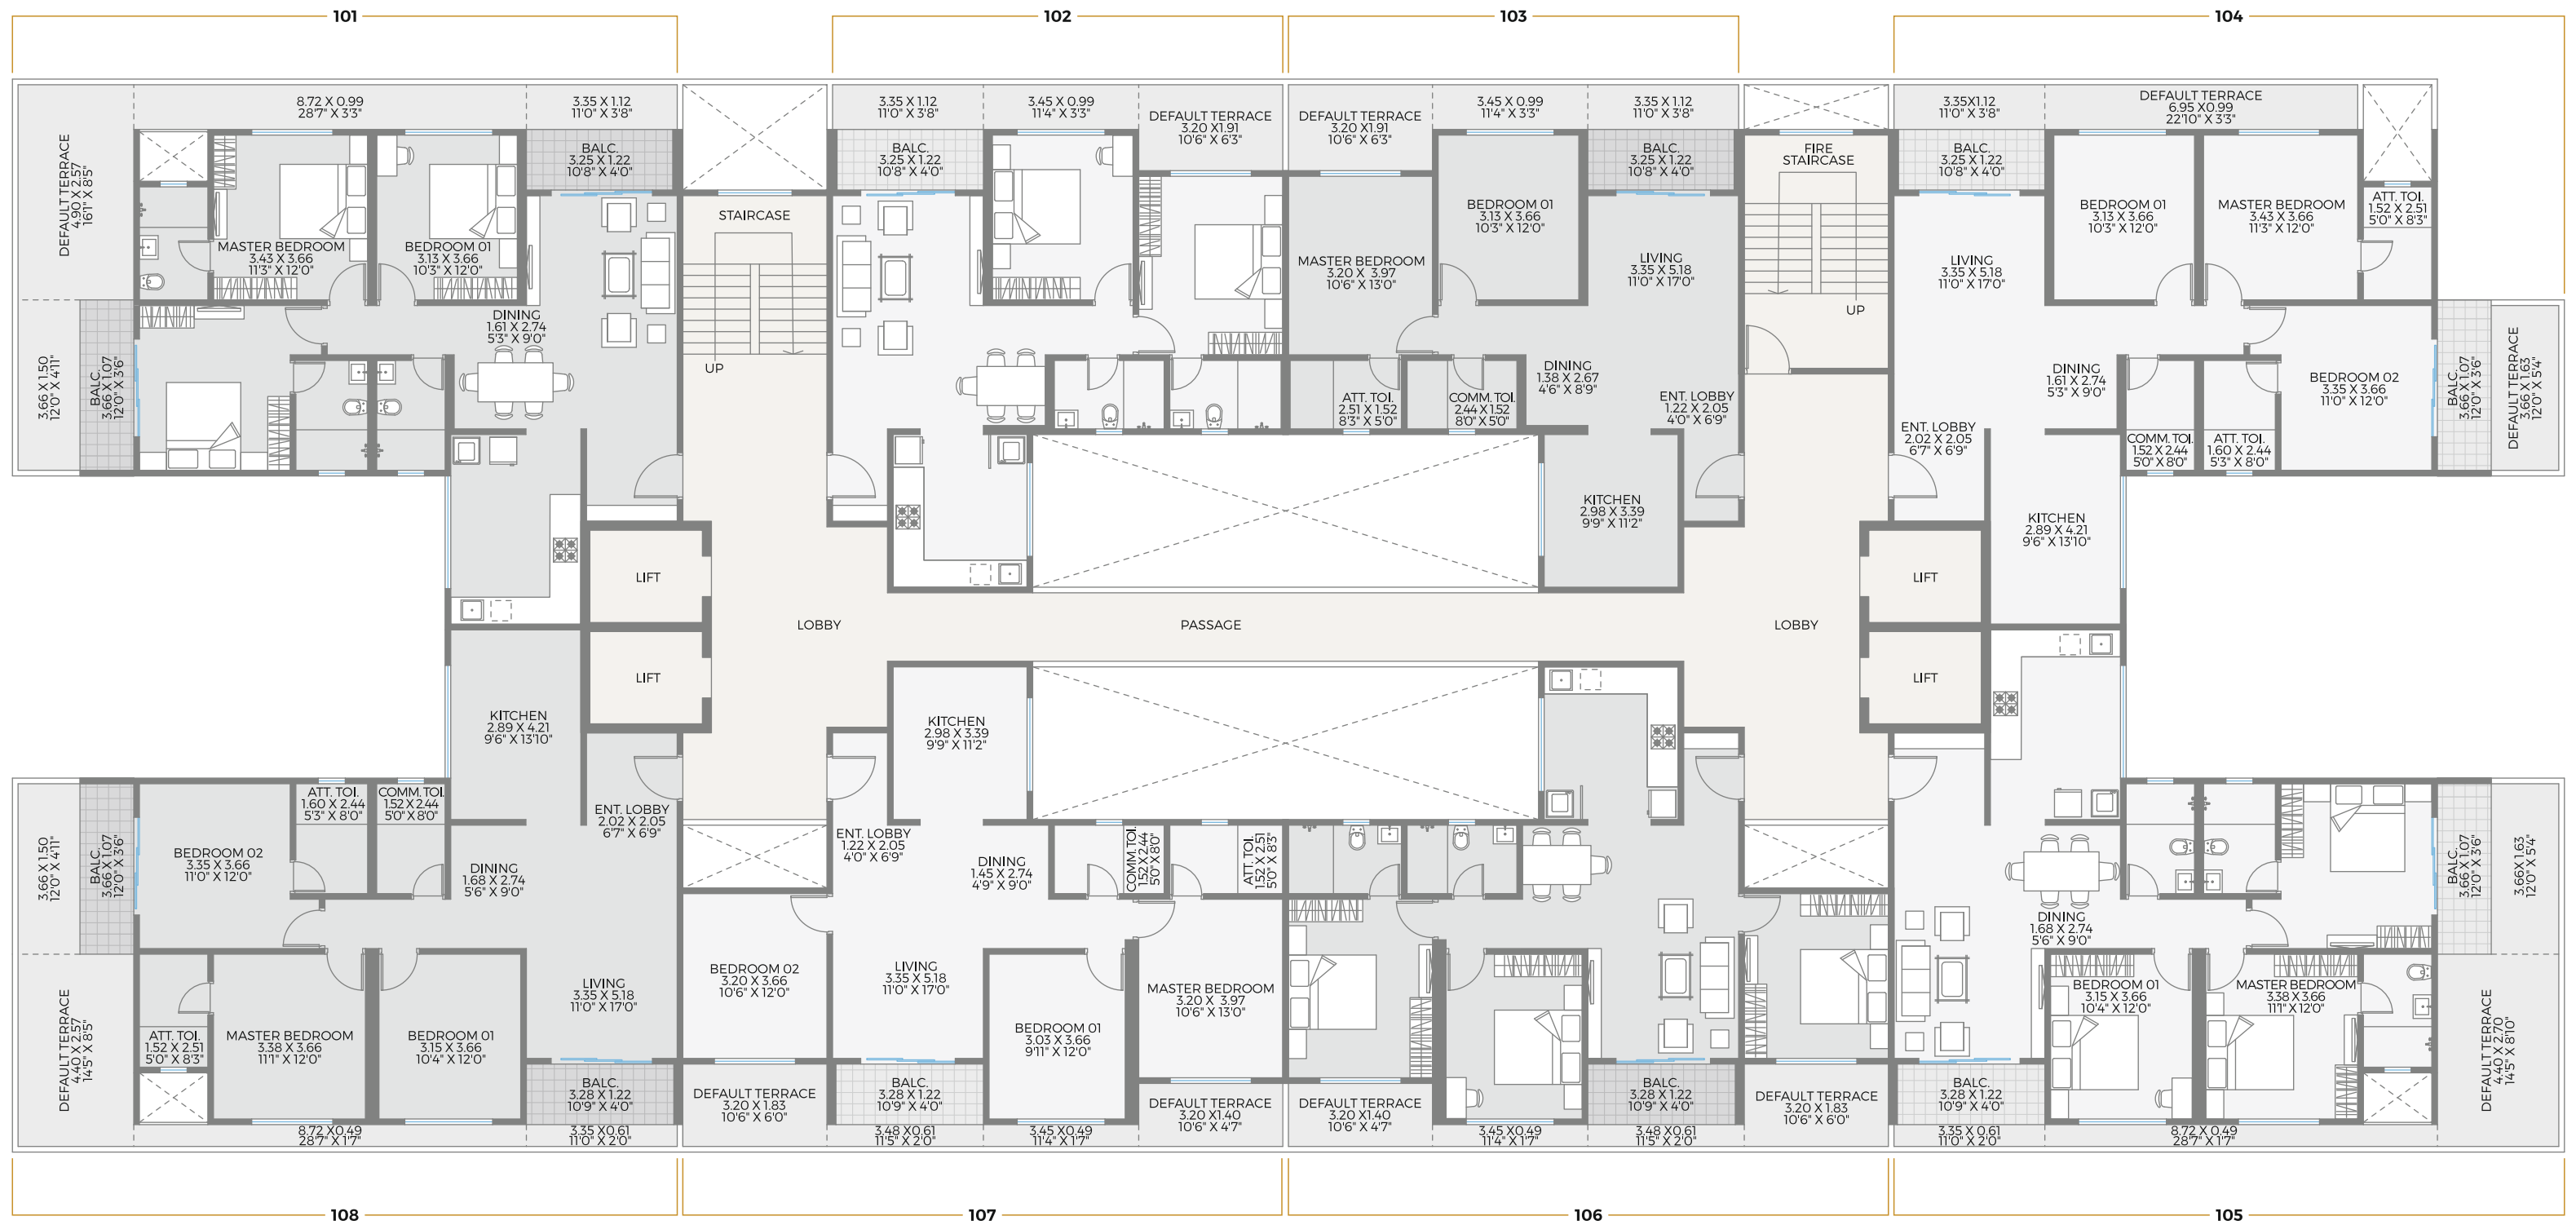 101
102
103
104
8.72 X 0.99
28'7" X 3'3"
3.35 X 1.12
11'0" X 3'8"
DEFAULT TERRACE
4.90 X 2.57
16'1" X 8'5"
BALC.
3.25 X 1.22
10'8" X 4'0"
MASTER BEDROOM
3.43 X 3.66
11'3" X 12'0"
BEDROOM 01
3.13 X 3.66
10'3" X 12'0"
DINING
1.61 X 2.74
5'3" X 9'0"
3.66 X 1.50
12'0" X 4'11"
BALC.
3.66 X 1.07
12'0" X 3'6"
STAIRCASE
UP
3.35 X 1.12
11'0" X 3'8"
3.45 X 0.99
11'4" X 3'3"
DEFAULT TERRACE
3.20 X1.91
10'6" X 6'3"
BALC.
3.25 X 1.22
10'8" X 4'0"
DEFAULT TERRACE
3.20 X1.91
10'6" X 6'3"
3.45 X 0.99
11'4" X 3'3"
3.35 X 1.12
11'0" X 3'8"
BALC.
3.25 X 1.22
10'8" X 4'0"
BEDROOM 01
3.13 X 3.66
10'3" X 12'0"
MASTER BEDROOM
3.20 X 3.97
10'6" X 13'0"
LIVING
3.35 X 5.18
11'0" X 17'0"
DINING
1.38 X 2.67
4'6" X 8'9"
ATT. TOI.
2.51 X 1.52
8'3" X 5'0"
COMM. TOI.
2.44 X 1.52
8'0" X 5'0"
ENT. LOBBY
1.22 X 2.05
4'0" X 6'9"
KITCHEN
2.98 X 3.39
9'9" X 11'2"
FIRE
STAIRCASE
UP
3.35X1.12
11'0" X 3'8"
DEFAULT TERRACE
6.95 X0.99
22'10" X 3'3"
BALC.
3.25 X 1.22
10'8" X 4'0"
BEDROOM 01
3.13 X 3.66
10'3" X 12'0"
MASTER BEDROOM
3.43 X 3.66
11'3" X 12'0"
ATT. TOI.
1.52 X 2.51
5'0" X 8'3"
LIVING
3.35 X 5.18
11'0" X 17'0"
DINING
1.61 X 2.74
5'3" X 9'0"
BEDROOM 02
3.35 X 3.66
11'0" X 12'0"
BALC.
3.66 X 1.07
12'0" X 3'6"
DEFAULT TERRACE
3.66 X 1.63
12'0" X 5'4"
ENT. LOBBY
2.02 X 2.05
6'7" X 6'9"
COMM. TOI.
1.52 X 2.44
5'0" X 8'0"
ATT. TOI.
1.60 X 2.44
5'3" X 8'0"
KITCHEN
2.89 X 4.21
9'6" X 13'10"
LIFT
LIFT
LOBBY
PASSAGE
LOBBY
LIFT
LIFT
KITCHEN
2.89 X 4.21
9'6" X 13'10"
3.66 X 1.50
12'0" X 4'11"
BALC.
3.66 X 1.07
12'0" X 3'6"
BEDROOM 02
3.35 X 3.66
11'0" X 12'0"
ATT. TOI.
1.60 X 2.44
5'3" X 8'0"
COMM. TOI.
1.52 X 2.44
5'0" X 8'0"
ENT. LOBBY
2.02 X 2.05
6'7" X 6'9"
DINING
1.68 X 2.74
5'6" X 9'0"
DEFAULT TERRACE
4.40 X 2.57
14'5" X 8'5"
ATT. TOI.
1.52 X 2.51
5'0" X 8'3"
MASTER BEDROOM
3.38 X 3.66
11'1" X 12'0"
BEDROOM 01
3.15 X 3.66
10'4" X 12'0"
LIVING
3.35 X 5.18
11'0" X 17'0"
BALC.
3.28 X 1.22
10'9" X 4'0"
8.72 X0.49
28'7" X 1'7"
3.35 X0.61
11'0" X 2'0"
KITCHEN
2.98 X 3.39
9'9" X 11'2"
ENT. LOBBY
1.22 X 2.05
4'0" X 6'9"
DINING
1.45 X 2.74
4'9" X 9'0"
COMM. TOI.
1.52 X 2.44
5'0" X 8'0"
ATT. TOI.
1.52 X 2.51
5'0" X 8'3"
BEDROOM 02
3.20 X 3.66
10'6" X 12'0"
LIVING
3.35 X 5.18
11'0" X 17'0"
BEDROOM 01
3.03 X 3.66
9'11" X 12'0"
MASTER BEDROOM
3.20 X 3.97
10'6" X 13'0"
DEFAULT TERRACE
3.20 X 1.83
10'6" X 6'0"
BALC.
3.28 X 1.22
10'9" X 4'0"
DEFAULT TERRACE
3.20 X1.40
10'6" X 4'7"
3.48 X0.61
11'5" X 2'0"
3.45 X0.49
11'4" X 1'7"
DEFAULT TERRACE
3.20 X1.40
10'6" X 4'7"
BALC.
3.28 X 1.22
10'9" X 4'0"
DEFAULT TERRACE
3.20 X 1.83
10'6" X 6'0"
3.45 X0.49
11'4" X 1'7"
3.48 X0.61
11'5" X 2'0"
DINING
1.68 X 2.74
5'6" X 9'0"
BALC.
3.66 X 1.07
12'0" X 3'6"
3.66X 1.63
12'0" X 5'4"
BEDROOM 01
3.15 X 3.66
10'4" X 12'0"
MASTER BEDROOM
3.38 X 3.66
11'1" X 12'0"
DEFAULT TERRACE
4.40 X 2.70
14'5" X 8'10"
BALC.
3.28 X 1.22
10'9" X 4'0"
3.35 X 0.61
11'0" X 2'0"
8.72 X 0.49
28'7" X 1'7"
108
107
106
105